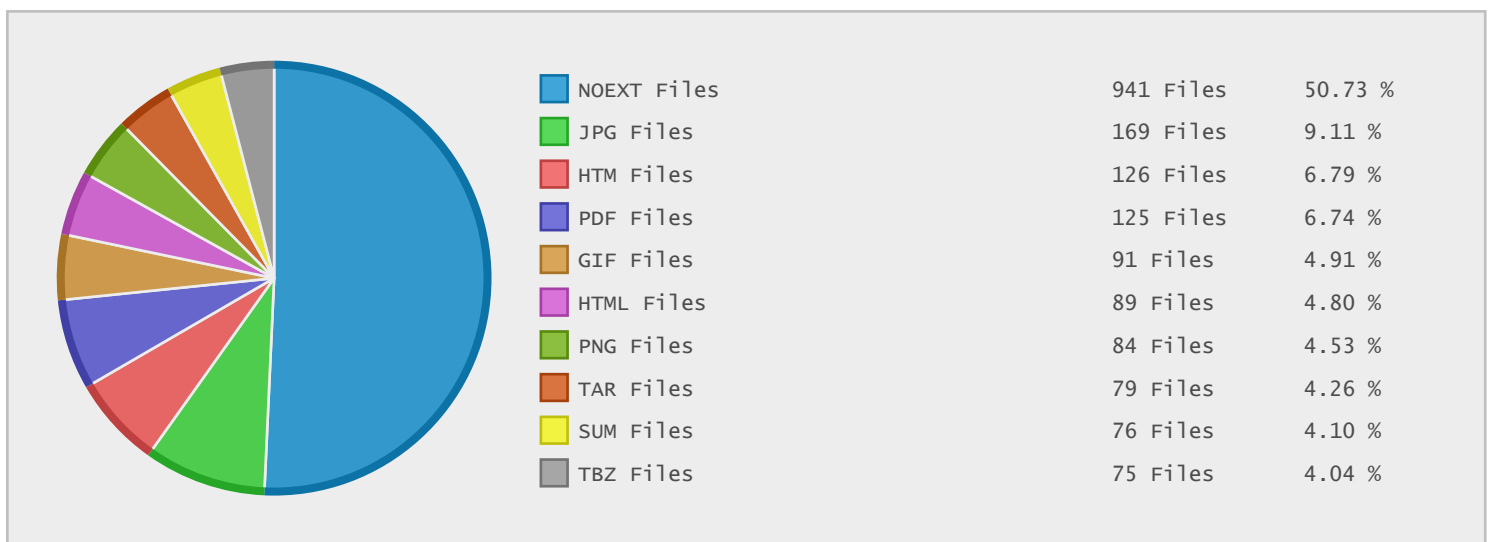 NOEXT Files 941 Files 50.73 %
JPG Files 169 Files 9.11 %
HTM Files 126 Files 6.79 %
PDF Files 125 Files 6.74 %
GIF Files 91 Files 4.91 %
HTML Files 89 Files 4.80 %
PNG Files 84 Files 4.53 %
TAR Files 79 Files 4.26 %
SUM Files 76 Files 4.10 %
TBZ Files 75 Files 4.04 %